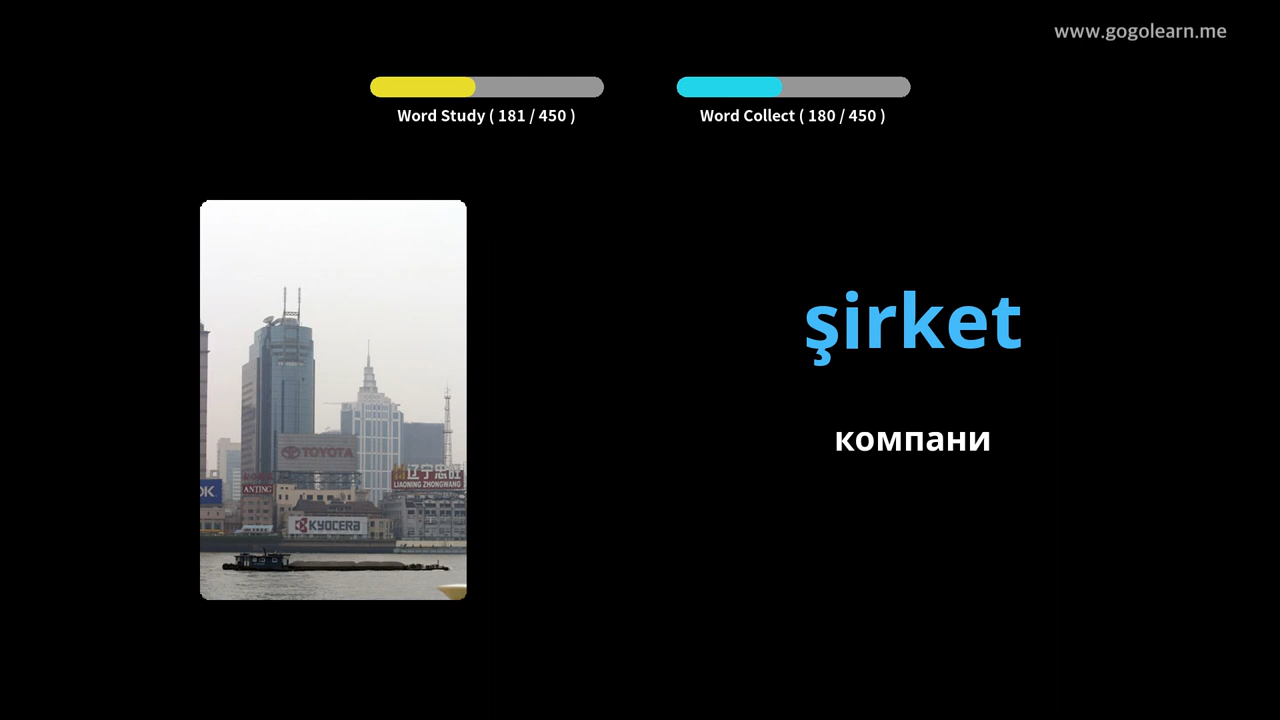 www.gogolearn.me
Word Study ( 181 / 450 )
Word Collect ( 180 / 450 )
şirket
компани
TOYOTA
辽宁忠旺
LIAONING ZHONGWANG
OK
ANTING
KYOCERA